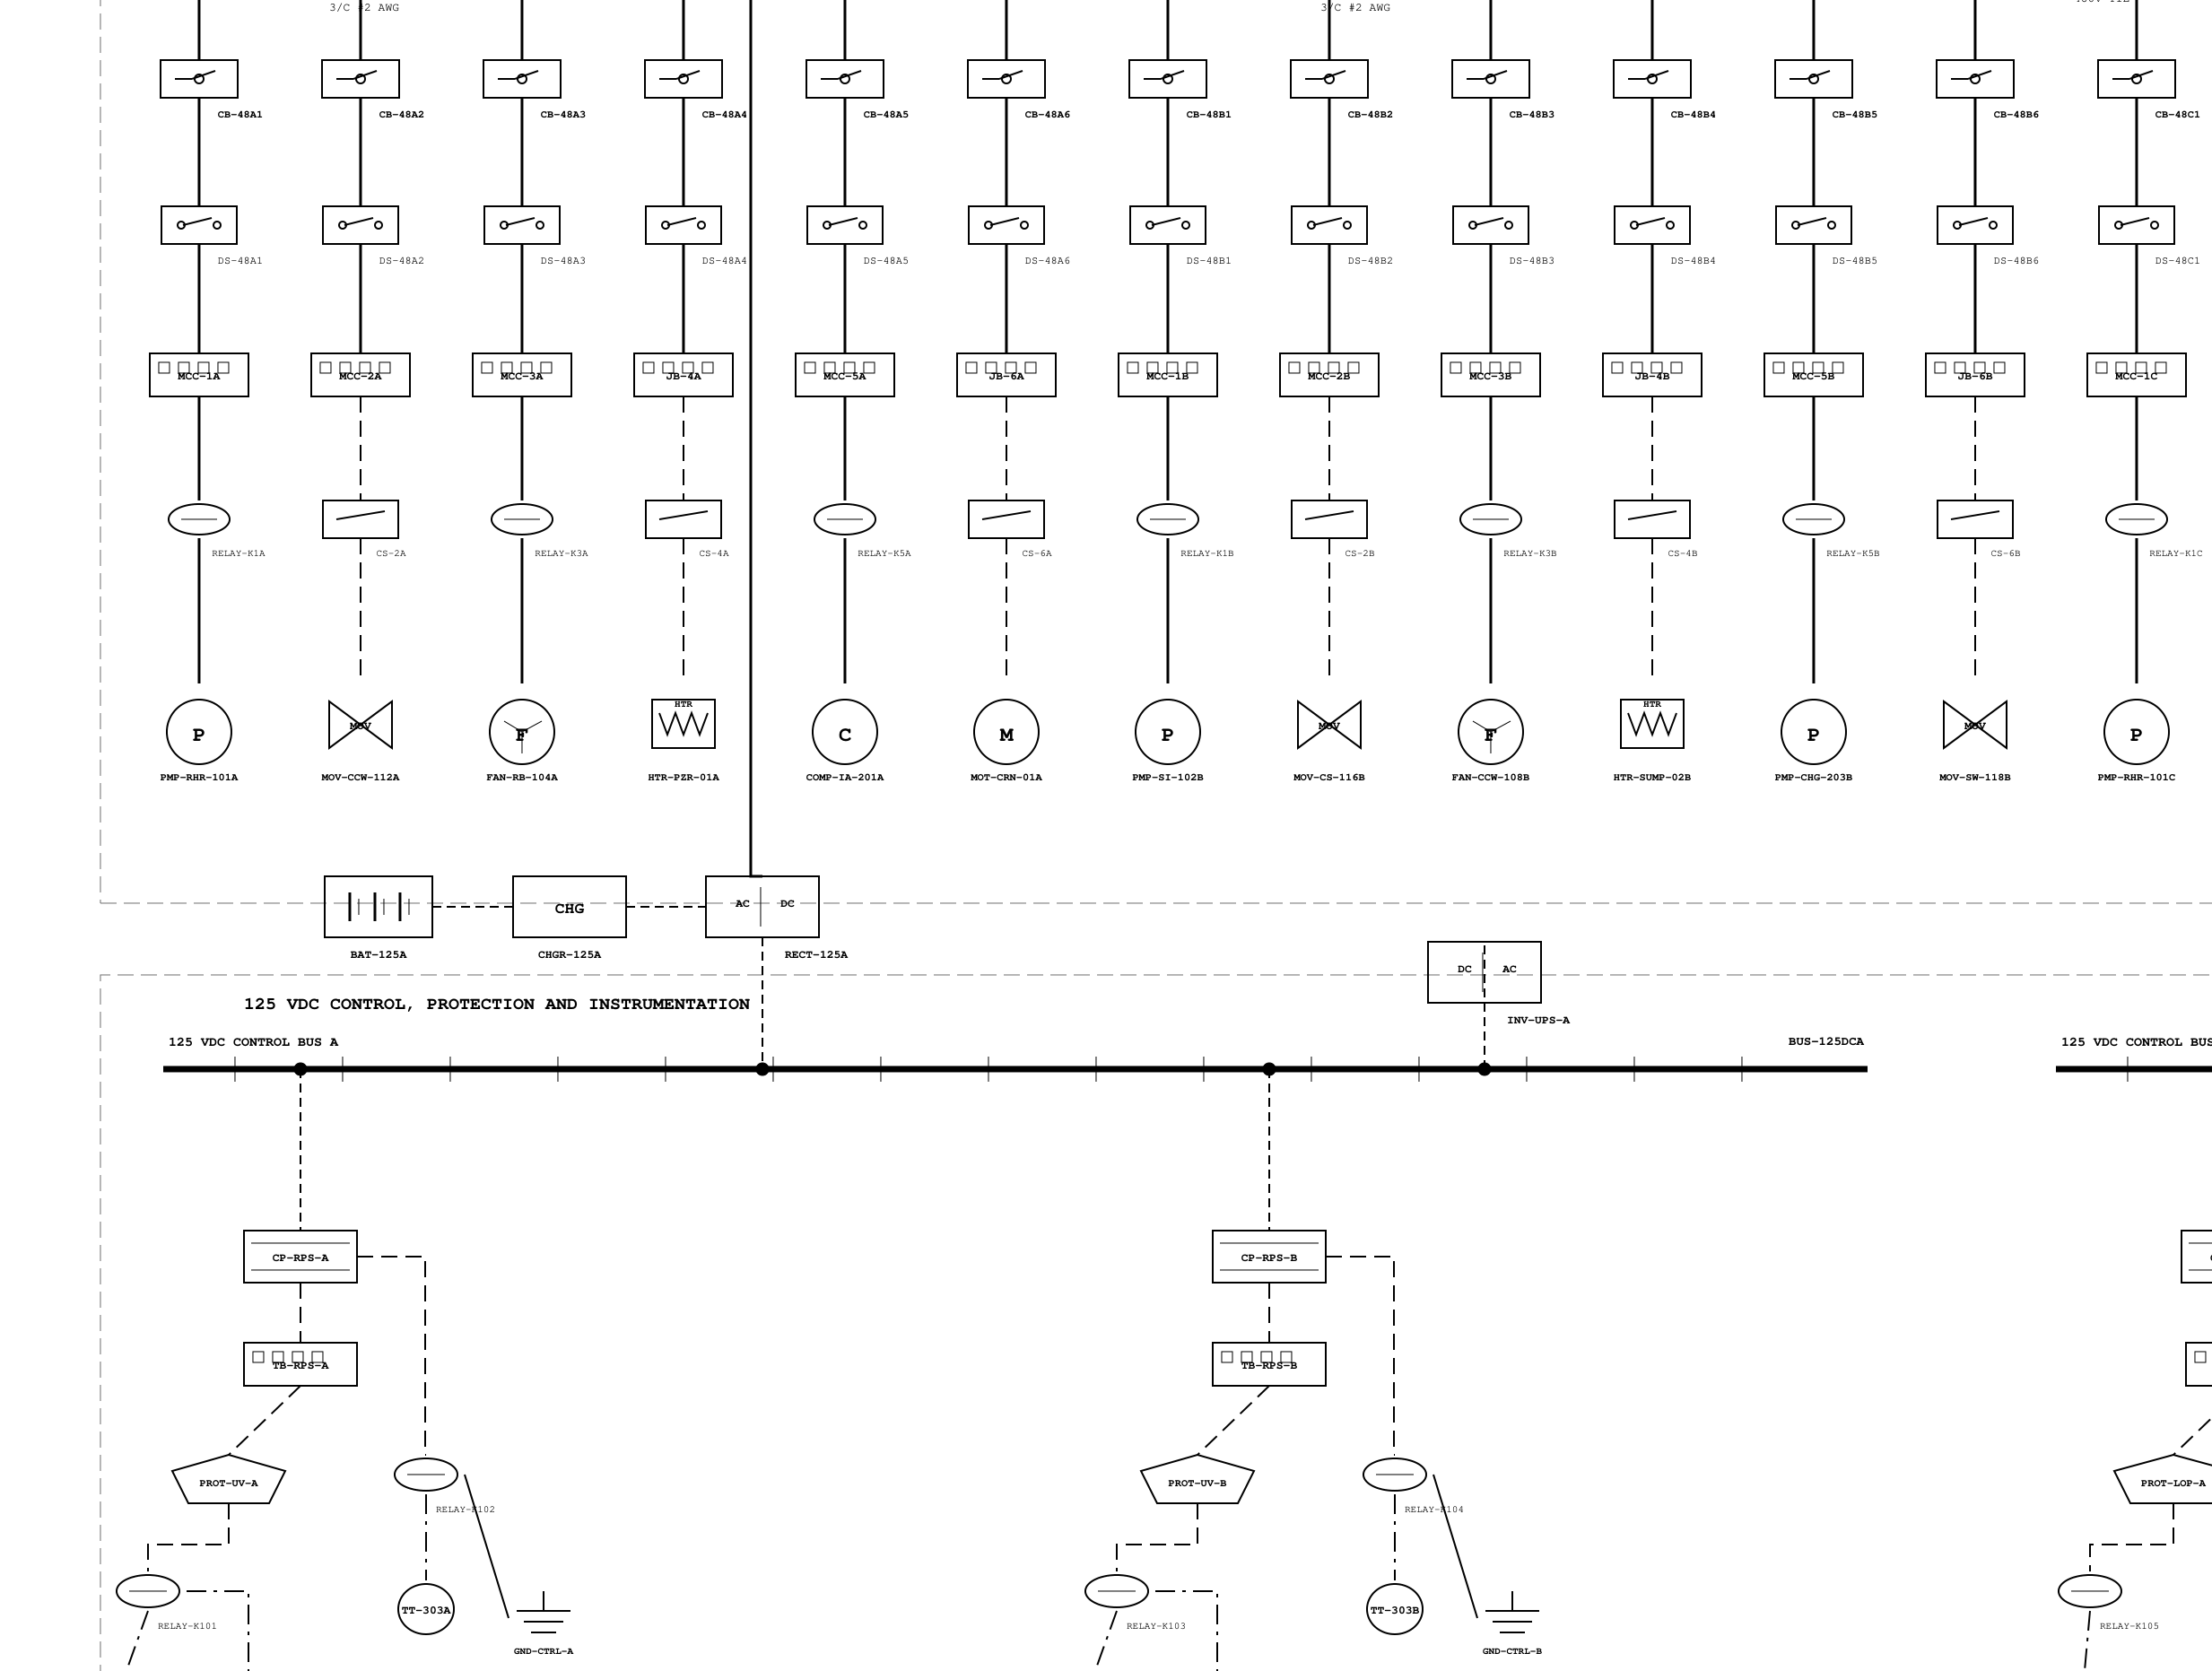 3/C #2 AWG
3/C #2 AWG
CB-48A1
CB-48A2
CB-48A3
CB-48A4
CB-48A5
CB-48A6
CB-48B1
CB-48B2
CB-48B3
CB-48B4
CB-48B5
CB-48B6
CB-48C1
DS-48A1
DS-48A2
DS-48A3
DS-48A4
DS-48A5
DS-48A6
DS-48B1
DS-48B2
DS-48B3
DS-48B4
DS-48B5
DS-48B6
DS-48C1
MCC-1A
MCC-2A
MCC-3A
JB-4A
MCC-5A
JB-6A
MCC-1B
MCC-2B
MCC-3B
JB-4B
MCC-5B
JB-6B
MCC-1C
RELAY-K1A
CS-2A
RELAY-K3A
CS-4A
RELAY-K5A
CS-6A
RELAY-K1B
CS-2B
RELAY-K3B
CS-4B
RELAY-K5B
CS-6B
RELAY-K1C
P
MOV
F
HTR
C
M
P
MOV
F
HTR
P
MOV
P
PMP-RHR-101A
MOV-CCW-112A
FAN-RB-104A
HTR-PZR-01A
COMP-IA-201A
MOT-CRN-01A
PMP-SI-102B
MOV-CS-116B
FAN-CCW-108B
HTR-SUMP-02B
PMP-CHG-203B
MOV-SW-118B
PMP-RHR-101C
CHG
AC
DC
BAT-125A
CHGR-125A
RECT-125A
DC
AC
INV-UPS-A
125 VDC CONTROL, PROTECTION AND INSTRUMENTATION
125 VDC CONTROL BUS A
BUS-125DCA
125 VDC CONTROL BUS
CP-RPS-A
CP-RPS-B
TB-RPS-A
TB-RPS-B
PROT-UV-A
PROT-UV-B
PROT-LOP-A
RELAY-K102
RELAY-K104
TT-303A
TT-303B
RELAY-K101
RELAY-K103
RELAY-K105
GND-CTRL-A
GND-CTRL-B